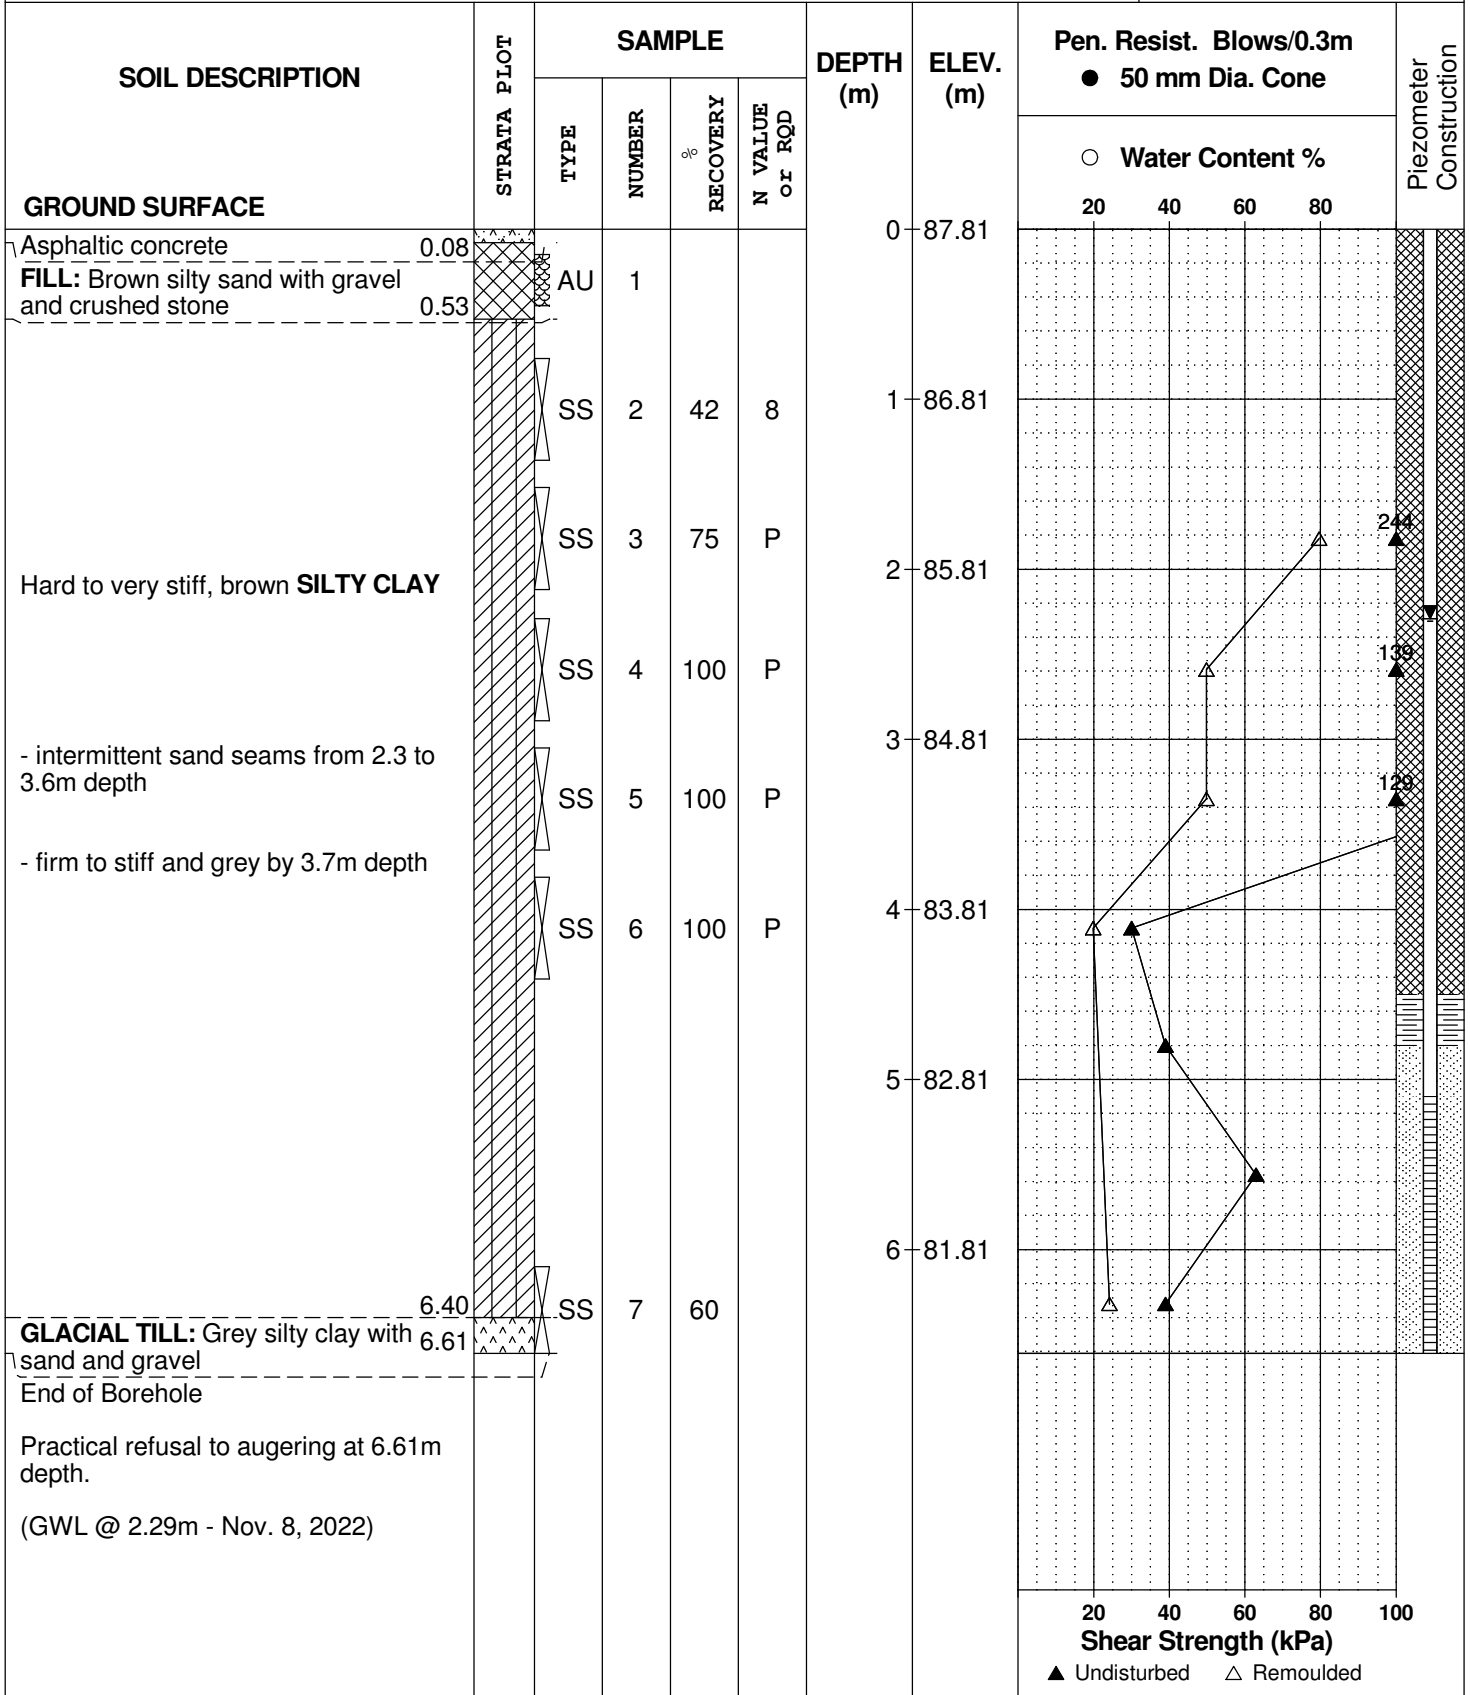 SOIL DESCRIPTION
GROUND SURFACE
STRATA PLOT
SAMPLE
TYPE
NUMBER
% RECOVERY
N VALUE or RQD
DEPTH (m)
ELEV. (m)
Pen. Resist. Blows/0.3m
● 50 mm Dia. Cone
○ Water Content %
20 40 60 80
Piezometer Construction
0 87.81
Asphaltic concrete 0.08
FILL: Brown silty sand with gravel
and crushed stone 0.53
AU 1
1 86.81
SS 2 42 8
SS 3 75 P
244
2 85.81
Hard to very stiff, brown SILTY CLAY
SS 4 100 P
139
3 84.81
- intermittent sand seams from 2.3 to
3.6m depth
SS 5 100 P
129
- firm to stiff and grey by 3.7m depth
4 83.81
SS 6 100 P
5 82.81
6 81.81
6.40
SS 7 60
GLACIAL TILL: Grey silty clay with 6.61
sand and gravel
End of Borehole
Practical refusal to augering at 6.61m
depth.
(GWL @ 2.29m - Nov. 8, 2022)
20 40 60 80 100
Shear Strength (kPa)
▲ Undisturbed △ Remoulded